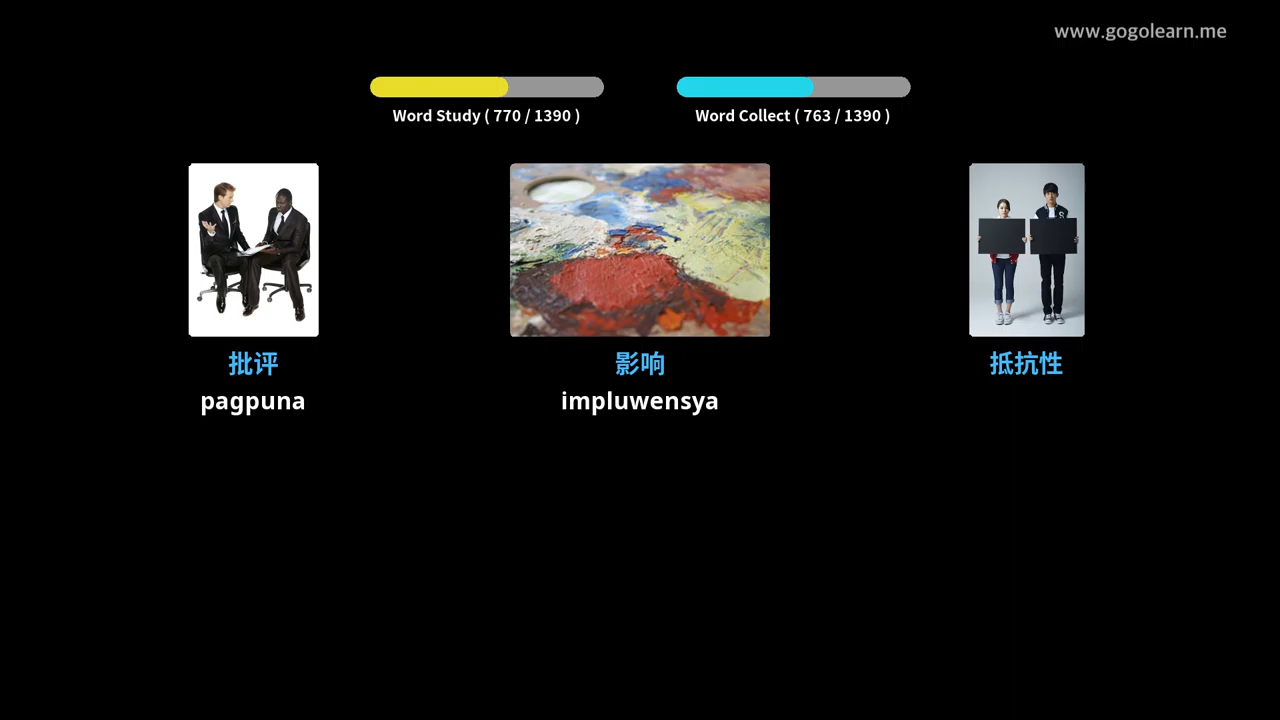 www.gogolearn.me
Word Study ( 770 / 1390 )
Word Collect ( 763 / 1390 )
批评
影响
抵抗性
pagpuna
impluwensya